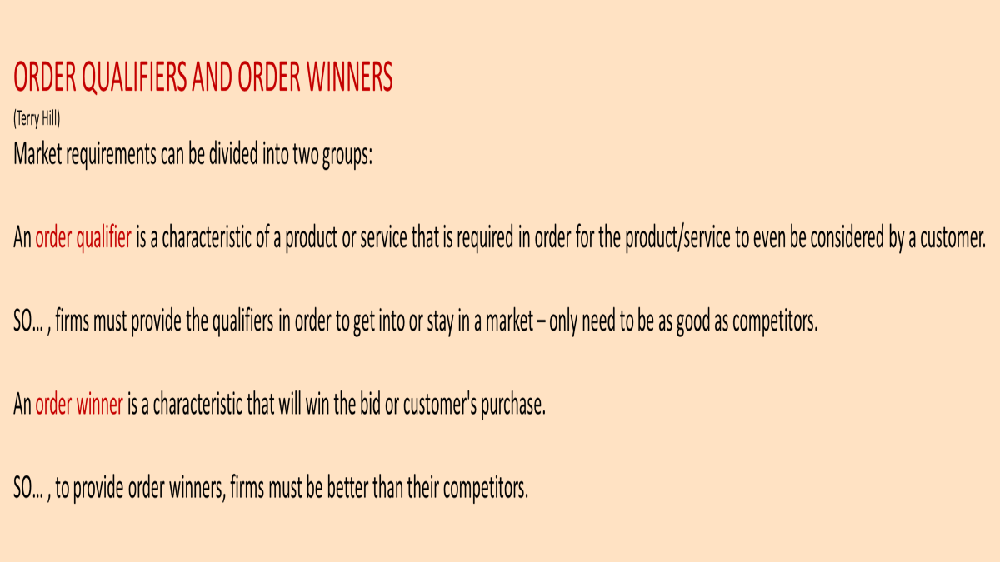 ORDER QUALIFIERS AND ORDER WINNERS
(Terry Hill)
Market requirements can be divided into two groups:
An order qualifier is a characteristic of a product or service that is required in order for the product/service to even be considered by a customer.
SO... , firms must provide the qualifiers in order to get into or stay in a market – only need to be as good as competitors.
An order winner is a characteristic that will win the bid or customer's purchase.
SO... , to provide order winners, firms must be better than their competitors.